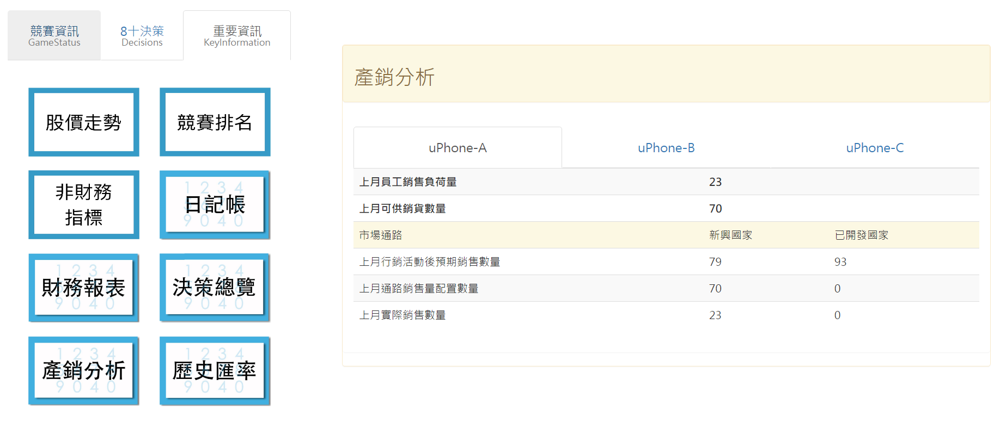 競賽資訊
GameStatus
8十決策
Decisions
重要資訊
KeyInformation
股價走勢
競賽排名
非財務
指標
1 2 3 4
日記帳
9 0 4 0
1 2 3 4
財務報表
9 0 4 0
1 2 3 4
決策總覽
9 0 4 0
1 2 3 4
產銷分析
9 0 4 0
1 2 3 4
歷史匯率
9 0 4 0
產銷分析
uPhone-A uPhone-B uPhone-C
上月員工銷售負荷量 23
上月可供銷貨數量 70
市場通路 新興國家 已開發國家
上月行銷活動後預期銷售數量 79 93
上月通路銷售量配置數量 70 0
上月實際銷售數量 23 0